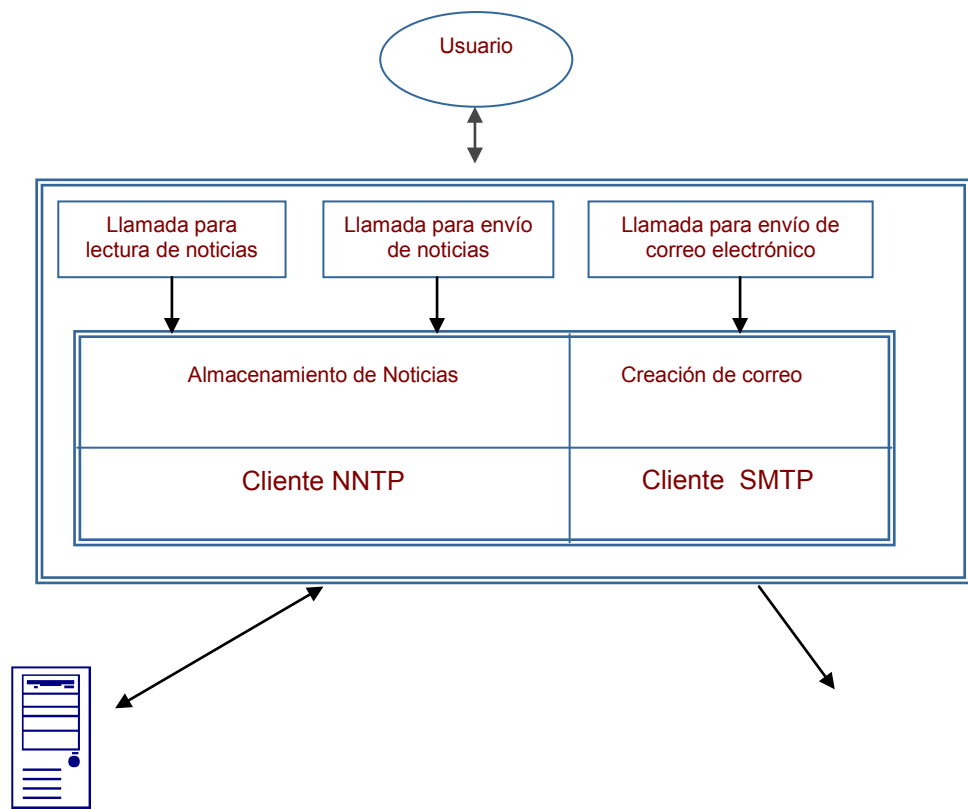 Usuario
Llamada para
lectura de noticias
Llamada para envío
de noticias
Llamada para envío de
correo electrónico
Almacenamiento de Noticias
Creación de correo
Cliente NNTP
Cliente SMTP